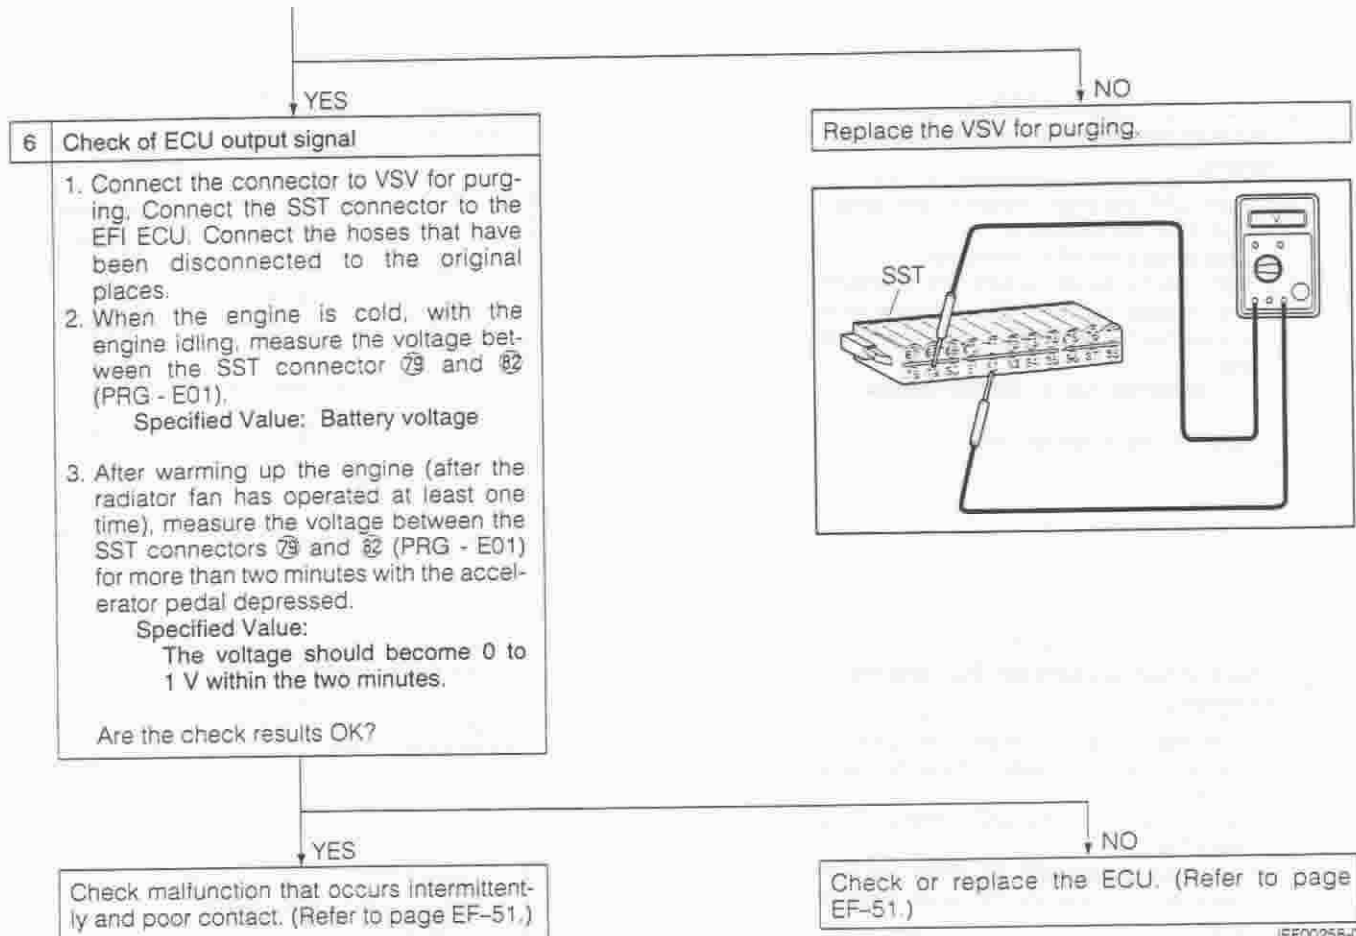 YES
NO
6 Check of ECU output signal
1. Connect the connector to VSV for purg-
ing. Connect the SST connector to the
EFI ECU. Connect the hoses that have
been disconnected to the original
places.
2. When the engine is cold, with the
engine idling, measure the voltage bet-
ween the SST connector ㊆㊈ and
(PRG - E01).
Specified Value: Battery voltage
3. After warming up the engine (after the
radiator fan has operated at least one
time), measure the voltage between the
SST connectors 79 and 82 (PRG - E01)
for more than two minutes with the accel-
erator pedal depressed.
Specified Value:
The voltage should become 0 to
1 V within the two minutes.
Are the check results OK?
Replace the VSV for purging.
SST
V
YES
NO
Check malfunction that occurs intermittent-
ly and poor contact. (Refer to page EF–51.)
Check or replace the ECU. (Refer to page
EF–51.)